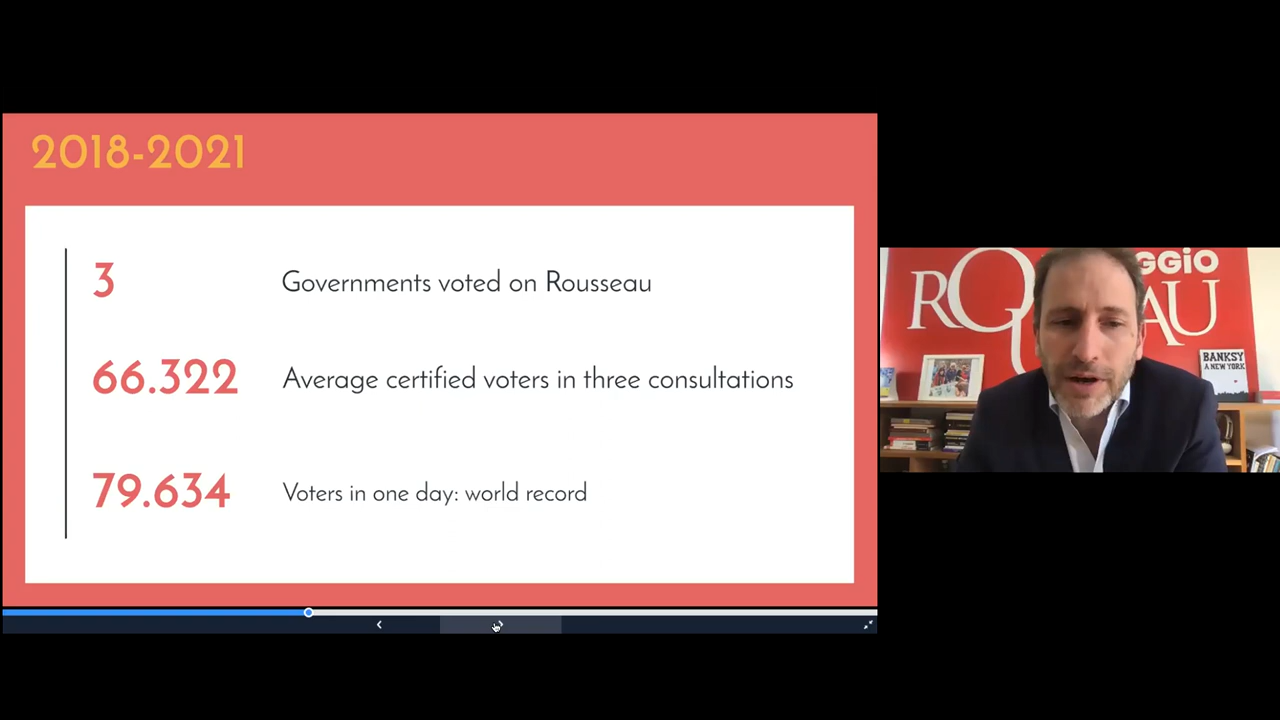 2018-2021
3 Governments voted on Rousseau
66.322 Average certified voters in three consultations
79.634 Voters in one day: world record
GGiO
ROU
AU
BANKSY
A NEW YORK